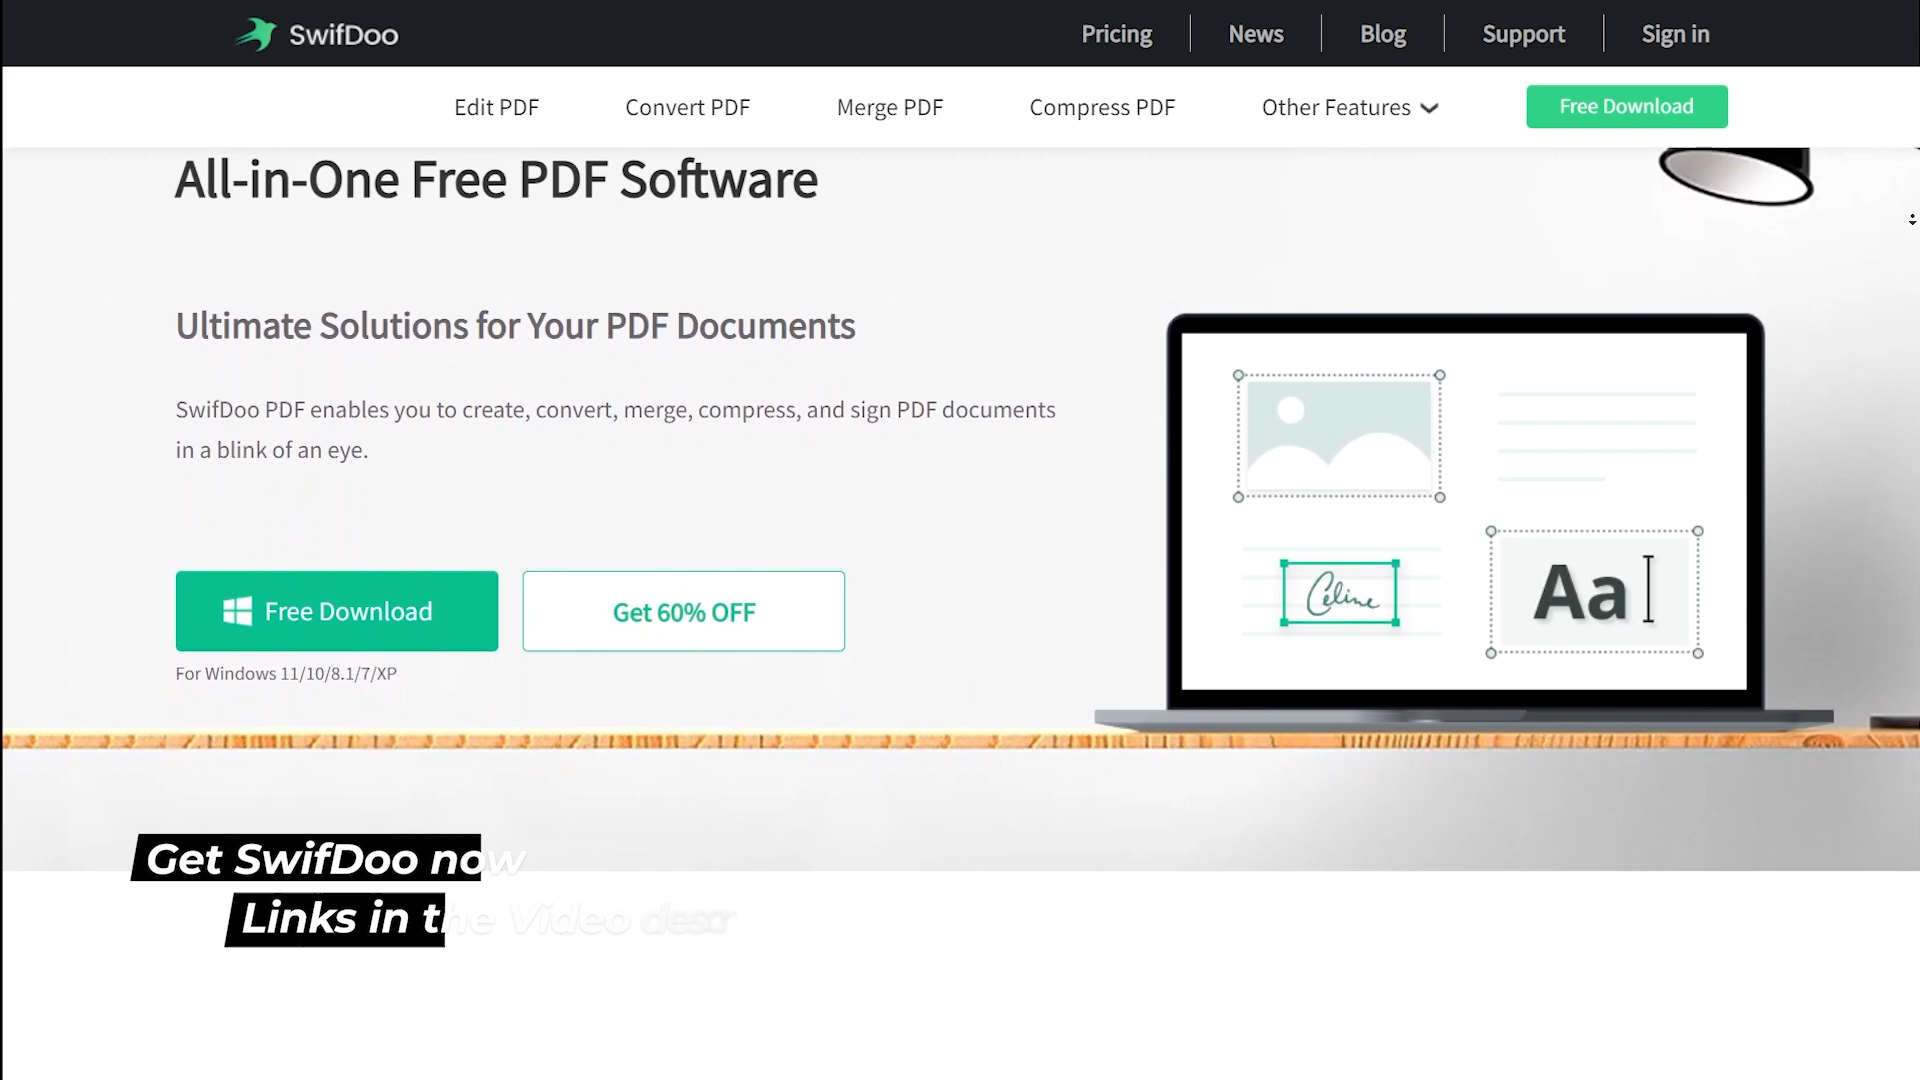 SwifDoo
Pricing
News
Blog
Support
Sign in
Edit PDF
Convert PDF
Merge PDF
Compress PDF
Other Features
Free Download
All-in-One Free PDF Software
Ultimate Solutions for Your PDF Documents
SwifDoo PDF enables you to create, convert, merge, compress, and sign PDF documents
in a blink of an eye.
Free Download
Get 60% OFF
For Windows 11/10/8.1/7/XP
Celine
Aa
Get SwifDoo now
Links in the Video descr